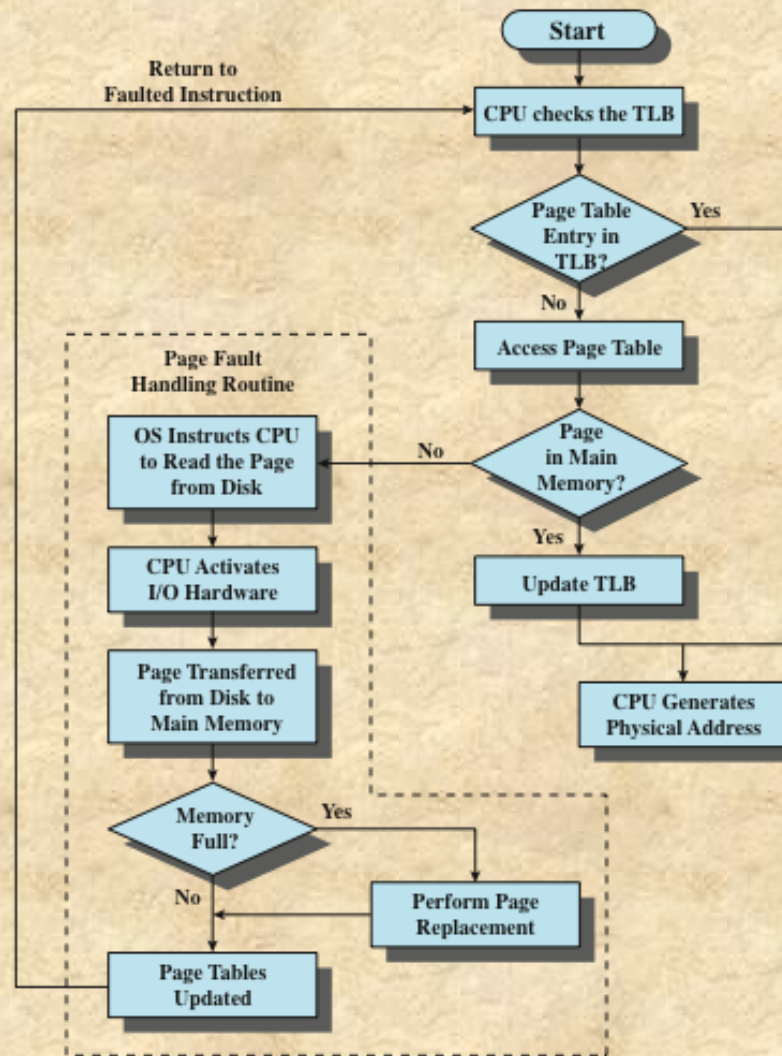 Start
Return to
Faulted Instruction
CPU checks the TLB
Page Table
Entry in
TLB?
Yes
No
Access Page Table
Page Fault
Handling Routine
OS Instructs CPU
to Read the Page
from Disk
No
Page
in Main
Memory?
Yes
CPU Activates
I/O Hardware
Update TLB
Page Transferred
from Disk to
Main Memory
CPU Generates
Physical Address
Memory
Full?
Yes
No
Perform Page
Replacement
Page Tables
Updated